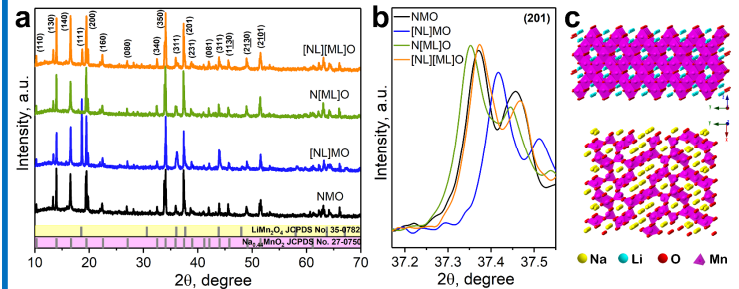 a
Intensity, a.u.
(110)
(130)
(140)
(111)
(200)
(160)
(080)
(340)
(350)
(311)
(201)
(231)
(081)
(311)
(1130)
(2130)
(2101)
[NL][ML]O
N[ML]O
[NL]MO
NMO
LiMn2O4 JCPDS No. 35-0782
Na0.44MnO2 JCPDS No. 27-0750
10 20 30 40 50 60 70
2θ, degree
b
Intensity, a.u.
NMO
[NL]MO
N[ML]O
[NL][ML]O
(201)
37.2 37.3 37.4 37.5
2θ, degree
c
Na Li O Mn